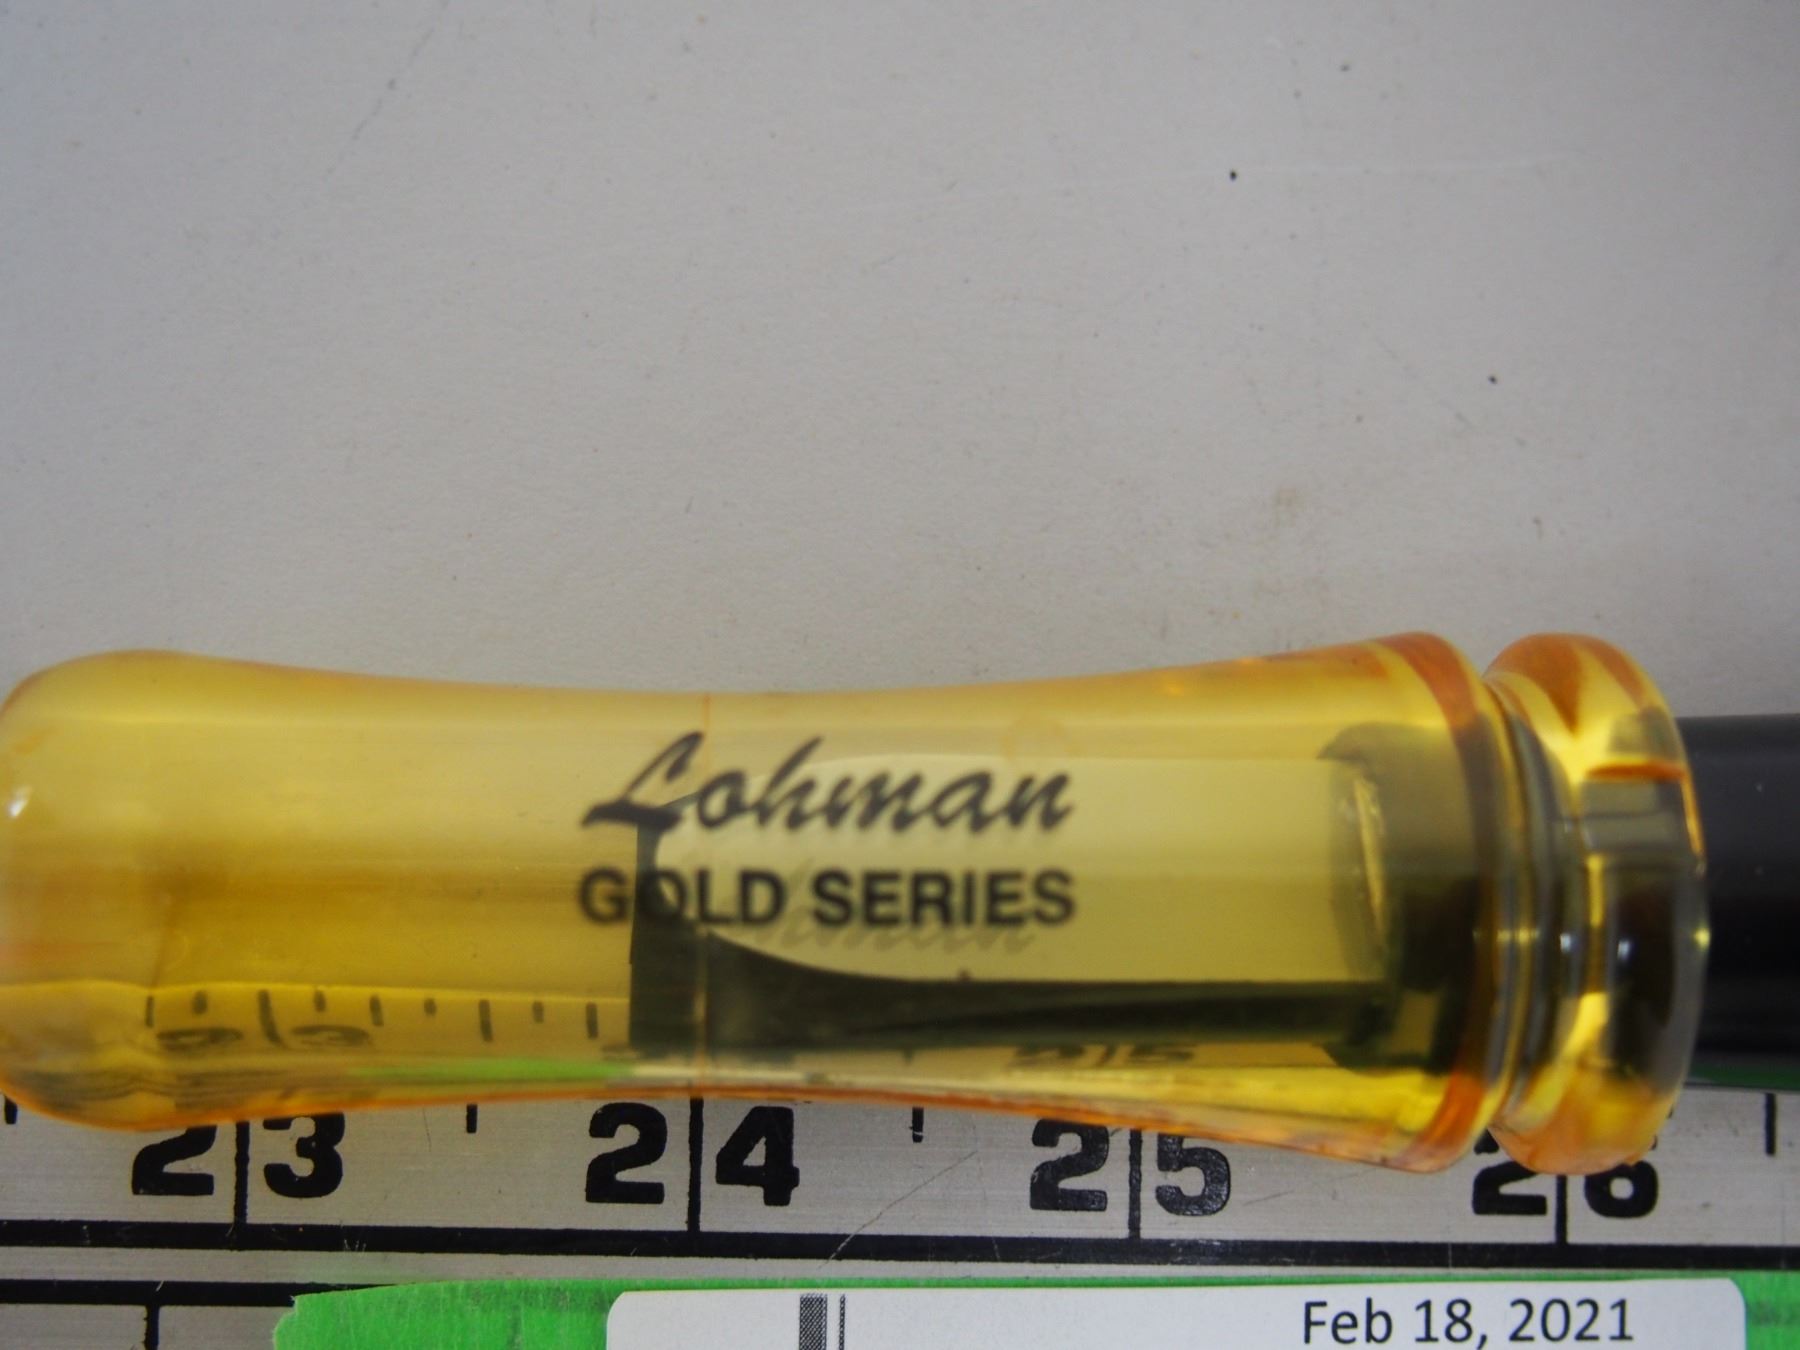 Lohman
GOLD SERIES
23 24 25 26
Feb 18, 2021